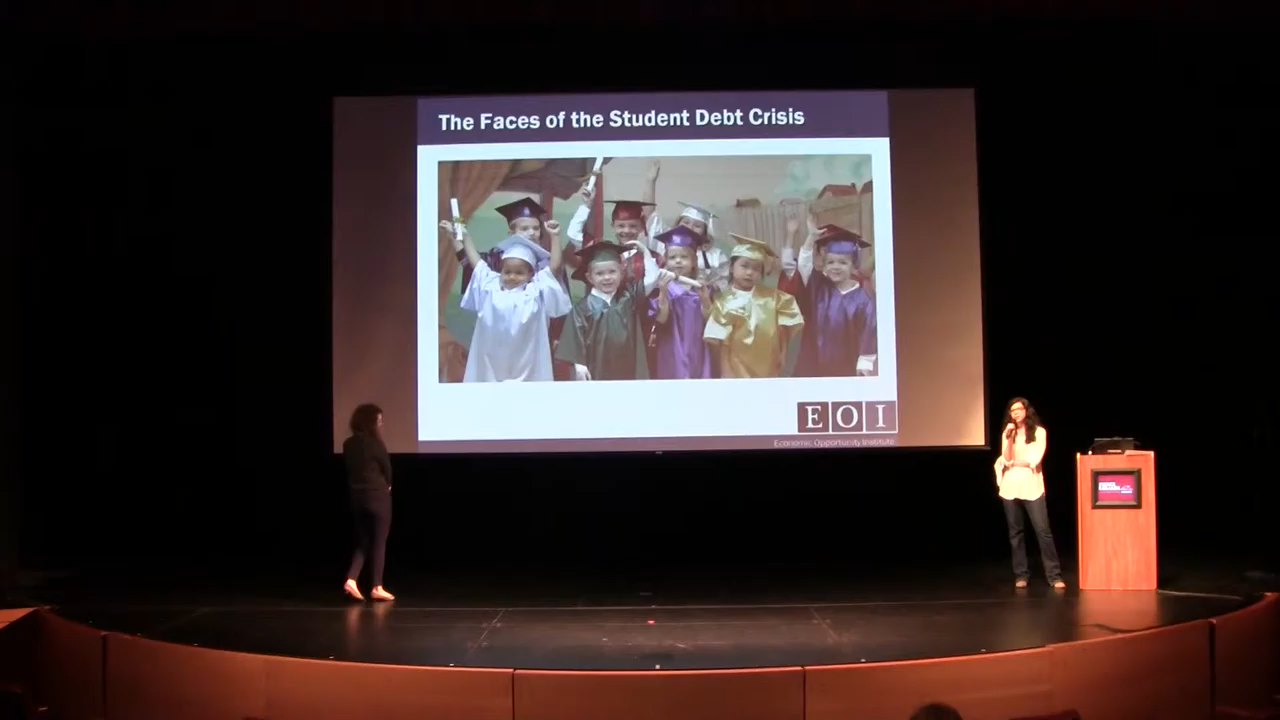 The Faces of the Student Debt Crisis
EOI
Economic Opportunity Institute